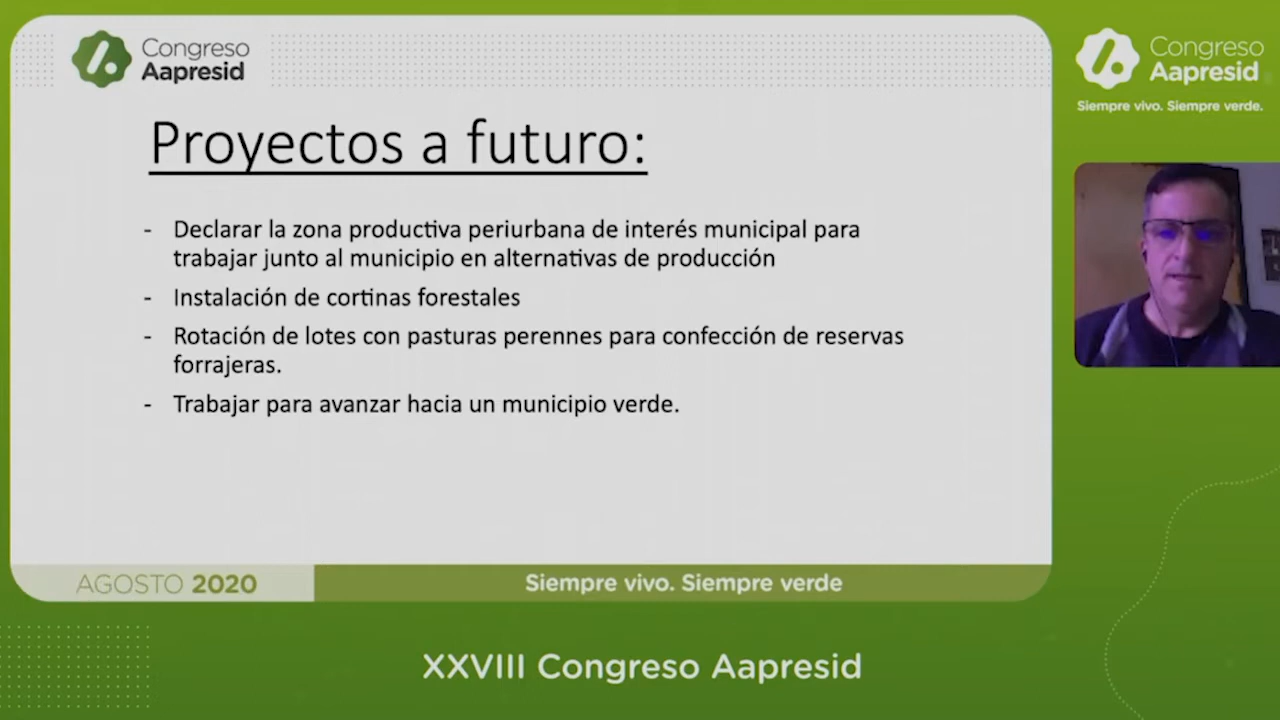 Congreso
Aapresid
Proyectos a futuro:
- Declarar la zona productiva periurbana de interés municipal para
trabajar junto al municipio en alternativas de producción
- Instalación de cortinas forestales
- Rotación de lotes con pasturas perennes para confección de reservas
forrajeras.
- Trabajar para avanzar hacia un municipio verde.
AGOSTO 2020
Siempre vivo. Siempre verde
Congreso
Aapresid
Siempre vivo. Siempre verde.
XXVIII Congreso Aapresid